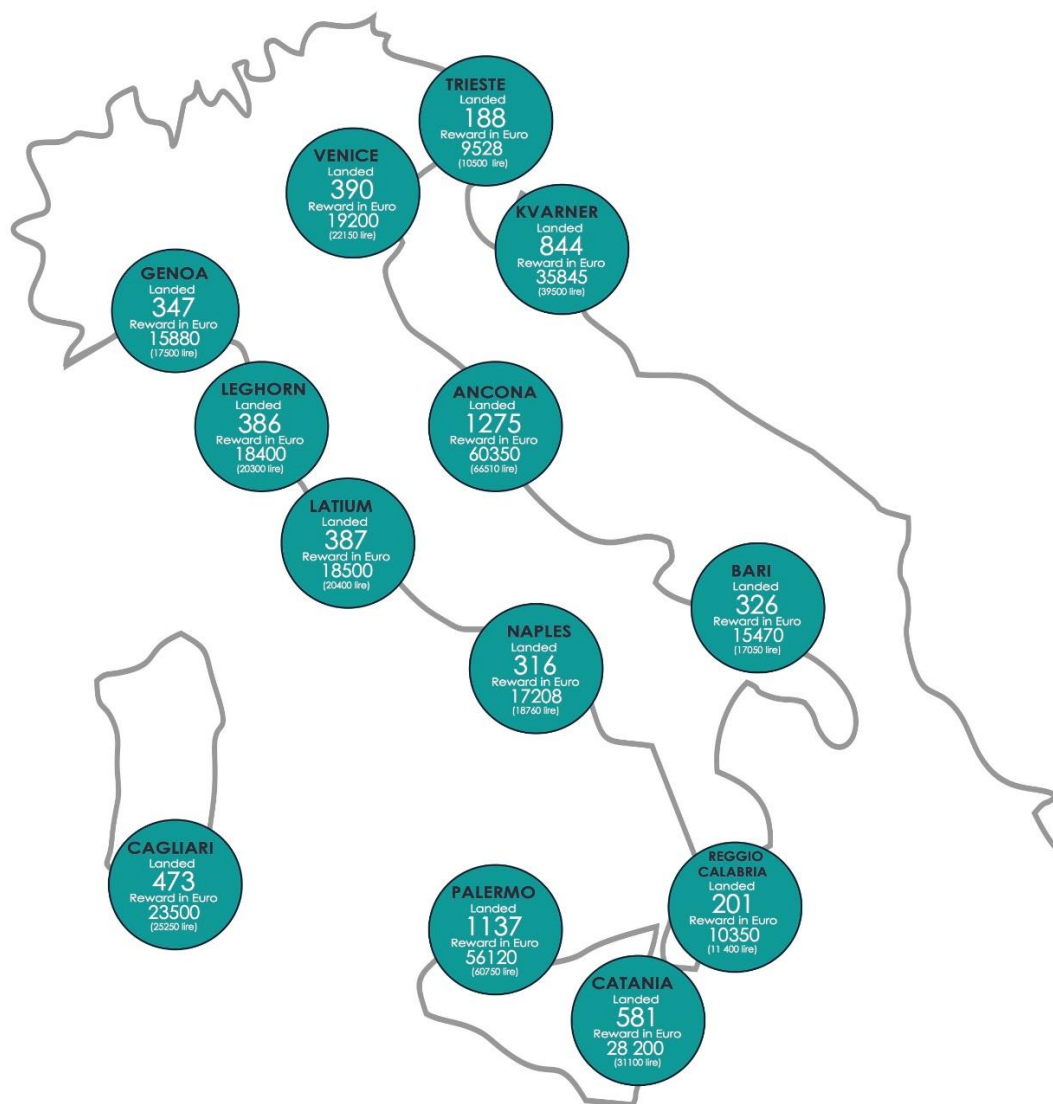 TRIESTE
Landed
188
Reward in Euro
9528
(10500 lire)
VENICE
Landed
390
Reward in Euro
19200
(22150 lire)
KVARNER
Landed
844
Reward in Euro
35845
(39500 lire)
GENOA
Landed
347
Reward in Euro
15880
(17500 lire)
LEGHORN
Landed
386
Reward in Euro
18400
(20300 lire)
ANCONA
Landed
1275
Reward in Euro
60350
(66510 lire)
LATIUM
Landed
387
Reward in Euro
18500
(20400 lire)
BARI
Landed
326
Reward in Euro
15470
(17050 lire)
NAPLES
Landed
316
Reward in Euro
17208
(18760 lire)
CAGLIARI
Landed
473
Reward in Euro
23500
(25250 lire)
PALERMO
Landed
1137
Reward in Euro
56120
(60750 lire)
REGGIO
CALABRIA
Landed
201
Reward in Euro
10350
(11 400 lire)
CATANIA
Landed
581
Reward in Euro
28 200
(31100 lire)